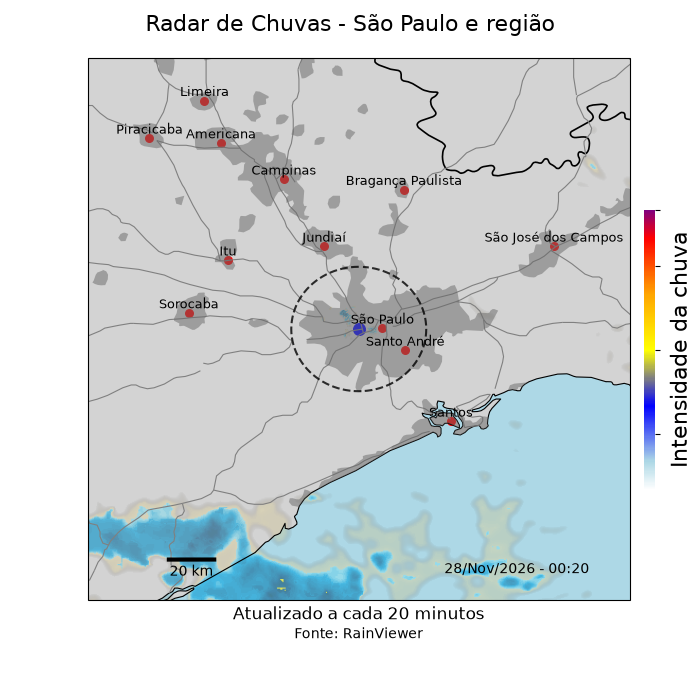 Radar de Chuvas - São Paulo e região
Limeira
Piracicaba
Americana
Campinas
Bragança Paulista
Jundiaí
São José dos Campos
Itu
Sorocaba
São Paulo
Santo André
Santos
20 km
28/Nov/2026 - 00:20
Intensidade da chuva
Atualizado a cada 20 minutos
Fonte: RainViewer